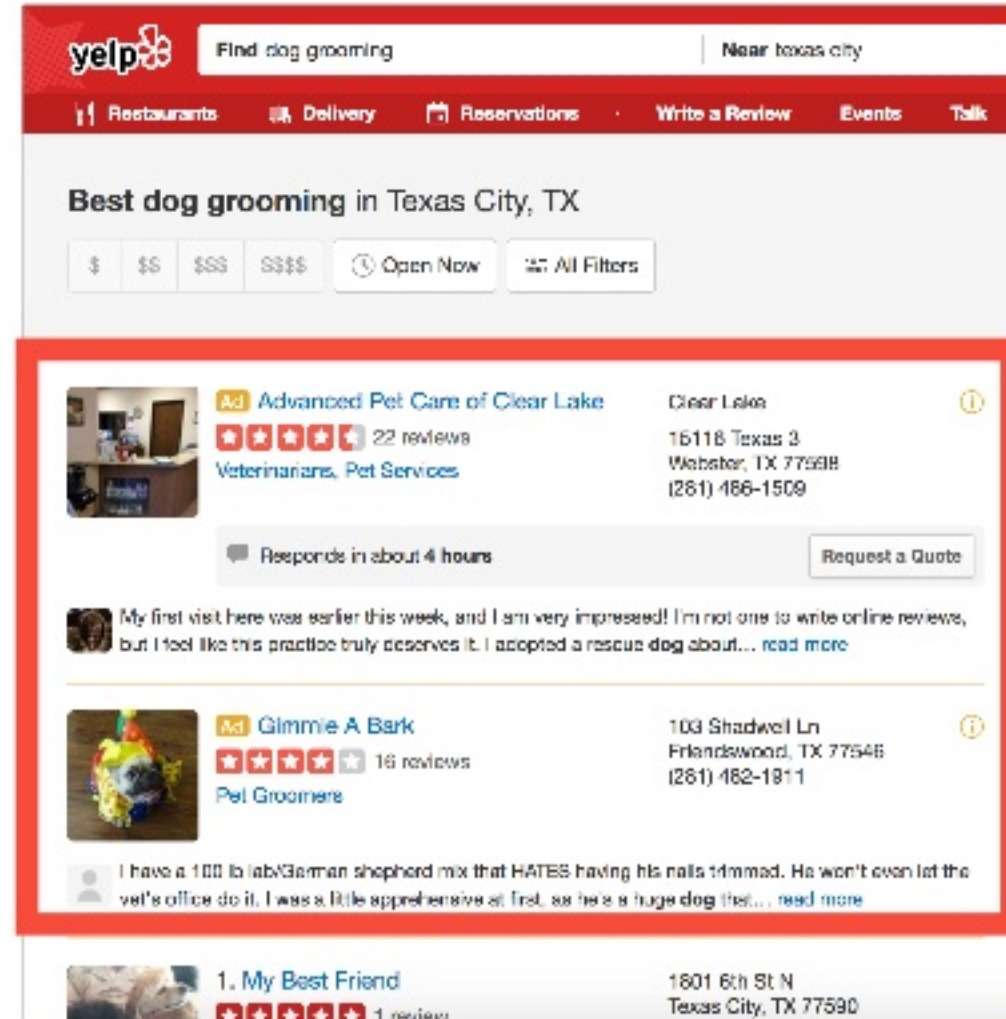 yelp
Find dog grooming
Near texas city
Restaurants
Delivery
Reservations
Write a Review
Events
Talk
Best dog grooming in Texas City, TX
$ $$ $$$ $$$$
Open Now
All Filters
Ad Advanced Pet Care of Clear Lake
22 reviews
Veterinarians, Pet Services
Clear Lake
15116 Texas 3
Webster, TX 77598
(281) 486-1509
Responds in about 4 hours
Request a Quote
My first visit here was earlier this week, and I am very impressed! I'm not one to write online reviews,
but I feel like this practice truly deserves it. I adopted a rescue dog about... read more
Ad Gimmie A Bark
16 reviews
Pet Groomers
103 Shadwell Ln
Friendswood, TX 77546
(281) 482-1911
I have a 100 lb lab/German shepherd mix that HATES having his nails trimmed. He won't even let the
vet's office do it. I was a little apprehensive at first, as he's a huge dog that... read more
1. My Best Friend
1 review
1801 6th St N
Texas City, TX 77590